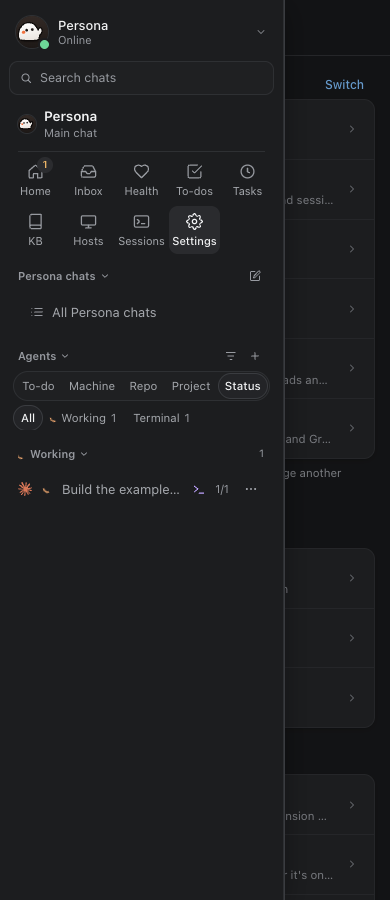 Persona
Online
Search chats
Switch
Persona
Main chat
1
Home
Inbox
Health
To-dos
Tasks
KB
Hosts
Sessions
Settings
Persona chats
All Persona chats
Agents
To-do
Machine
Repo
Project
Status
All
Working 1
Terminal 1
Working
1
Build the example...
1/1
sessi...
ads an...
and Gr...
ge another
nsion ...
it's on...